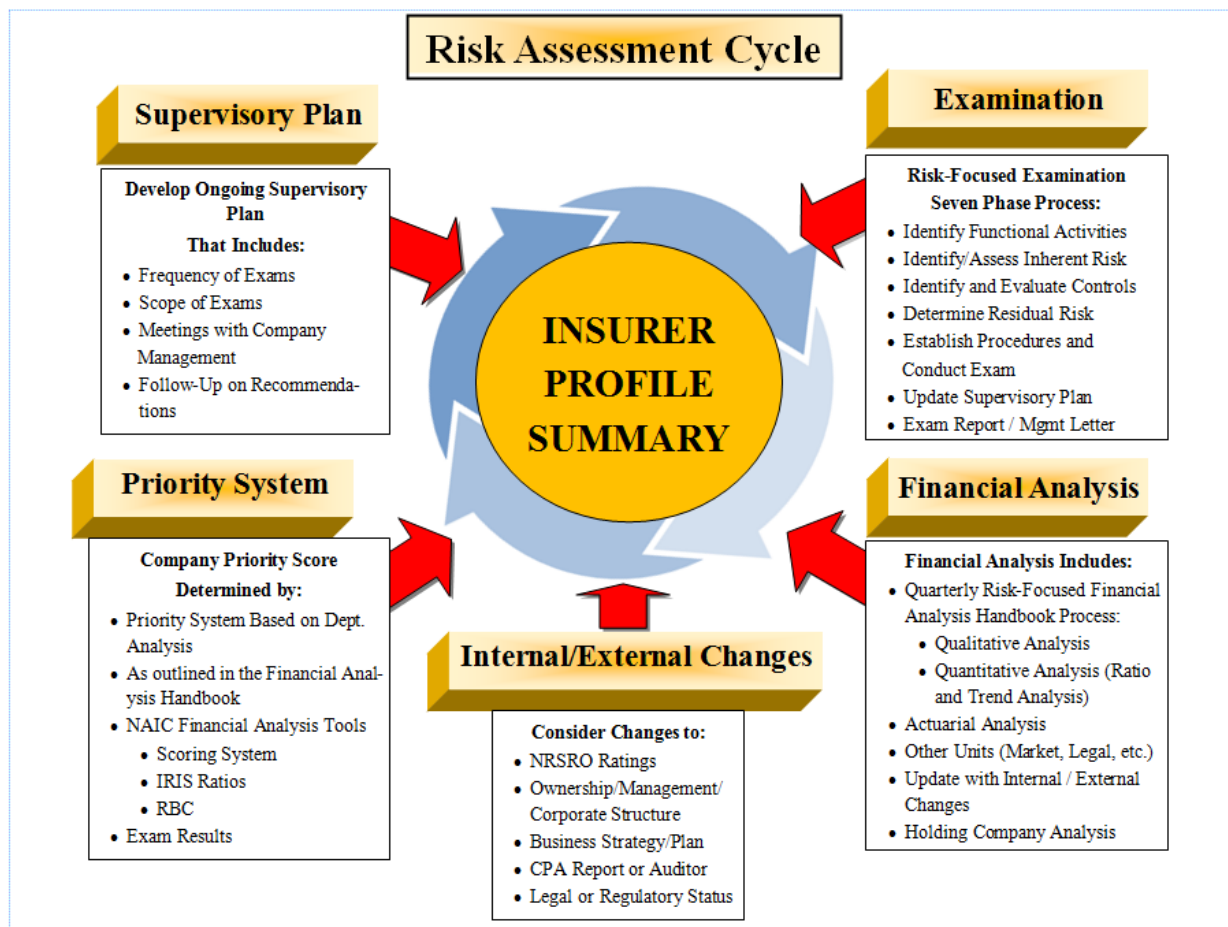 Risk Assessment Cycle
Supervisory Plan
Develop Ongoing Supervisory
Plan
That Includes:
• Frequency of Exams
• Scope of Exams
• Meetings with Company
Management
• Follow-Up on Recommenda-
tions
Examination
Risk-Focused Examination
Seven Phase Process:
• Identify Functional Activities
• Identify/Assess Inherent Risk
• Identify and Evaluate Controls
• Determine Residual Risk
• Establish Procedures and
Conduct Exam
• Update Supervisory Plan
• Exam Report / Mgmt Letter
INSURER
PROFILE
SUMMARY
Priority System
Company Priority Score
Determined by:
• Priority System Based on Dept.
Analysis
• As outlined in the Financial Anal-
ysis Handbook
• NAIC Financial Analysis Tools
• Scoring System
• IRIS Ratios
• RBC
• Exam Results
Internal/External Changes
Consider Changes to:
• NRSRO Ratings
• Ownership/Management/
Corporate Structure
• Business Strategy/Plan
• CPA Report or Auditor
• Legal or Regulatory Status
Financial Analysis
Financial Analysis Includes:
• Quarterly Risk-Focused Financial
Analysis Handbook Process:
• Qualitative Analysis
• Quantitative Analysis (Ratio
and Trend Analysis)
• Actuarial Analysis
• Other Units (Market, Legal, etc.)
• Update with Internal / External
Changes
• Holding Company Analysis